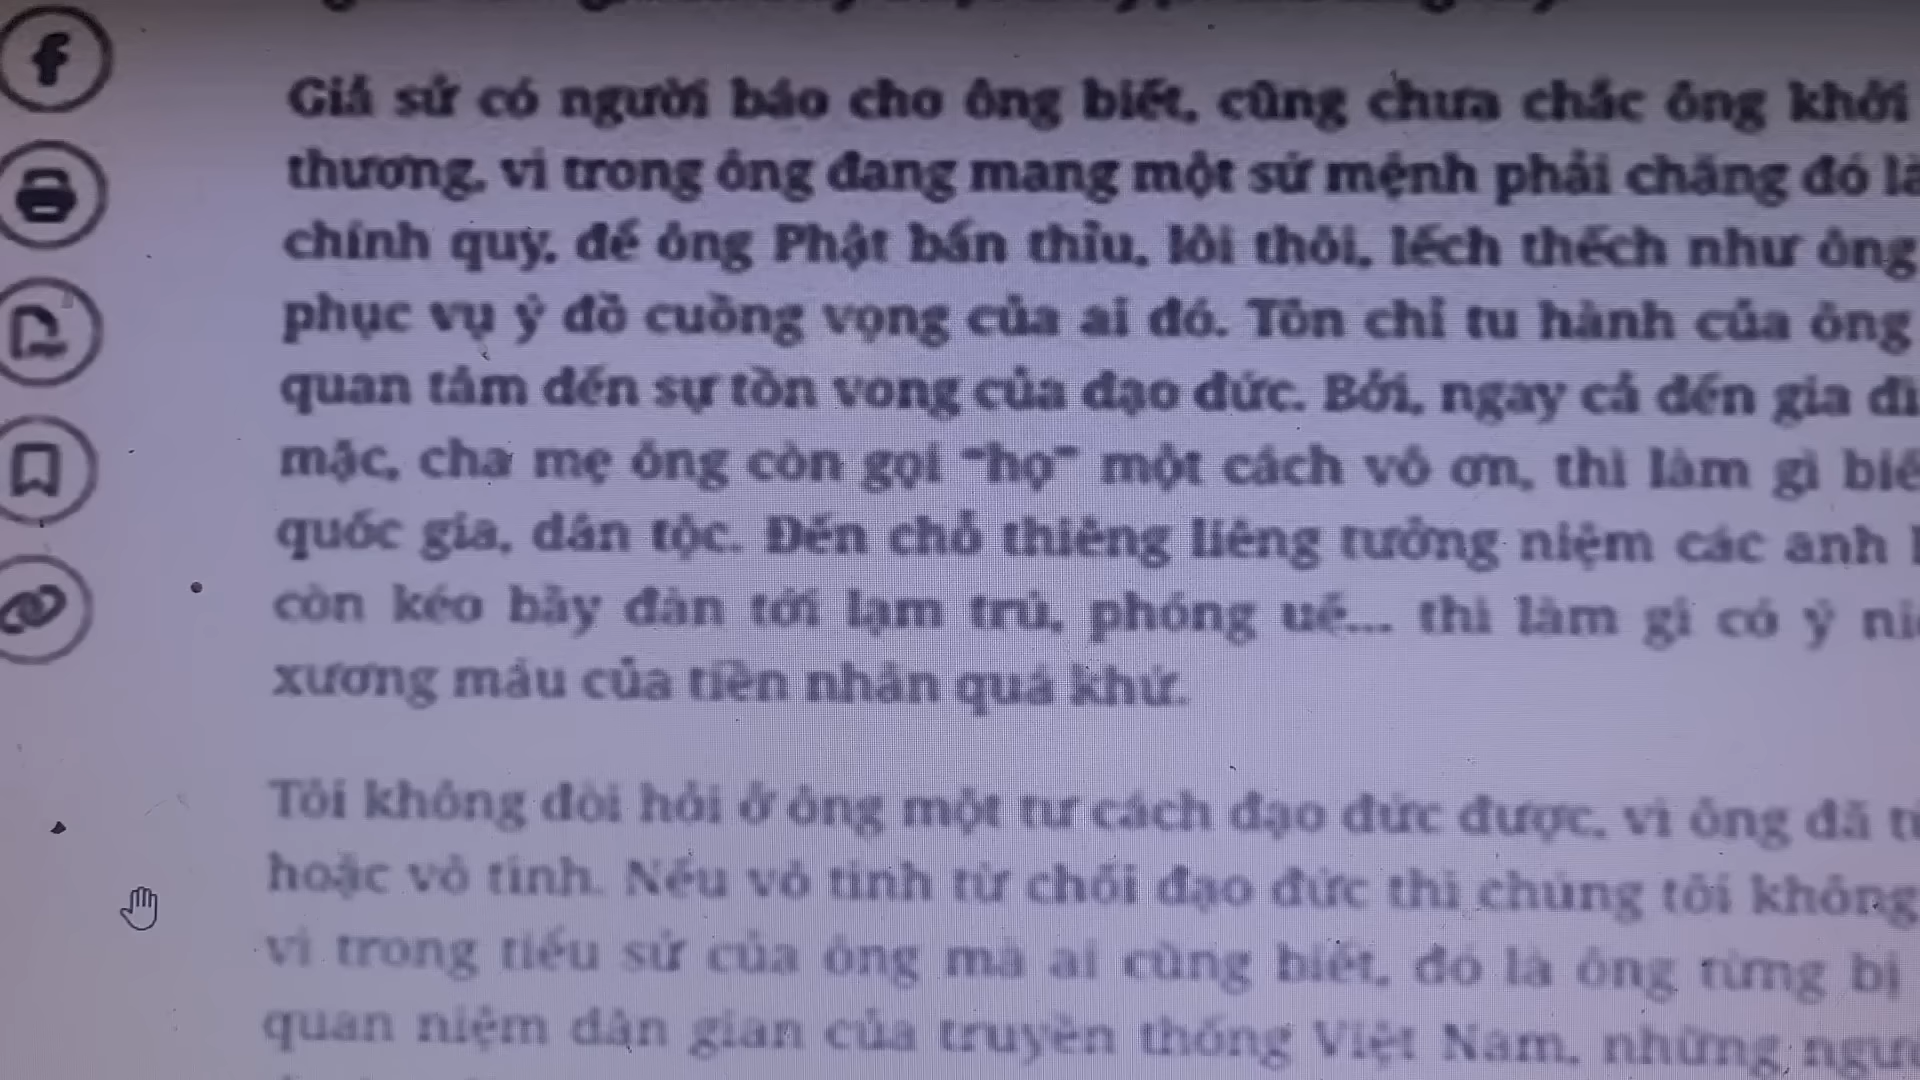 Giả sử có người báo cho ông biết, cũng chưa chắc ông khởi
thương, vì trong ông đang mang một sứ mệnh phải chăng đó là
chính quy, để ông Phật bẩn thỉu, lôi thôi, lếch thếch như ông
phục vụ ý đồ cuồng vọng của ai đó. Tôn chỉ tu hành của ông
quan tâm đến sự tồn vong của đạo đức. Bởi, ngay cả đến gia
mặc, cha mẹ ông còn gọi "họ" một cách vô ơn, thì làm gì
quốc gia, dân tộc. Đến chỗ thiêng liêng tưởng niệm các anh
còn kéo bầy đàn tới lạm trú, phóng uế... thì làm gì có ý
xương máu của tiền nhân quá khứ.
Tôi không đòi hỏi ở ông một tư cách đạo đức được, vì ông đã
hoặc vô tình. Nếu vô tình từ chối đạo đức thì chúng tôi không
vì trong tiểu sử của ông mà ai cũng biết, đó là ông từng bị
quan niệm dân gian của truyền thống Việt Nam, những